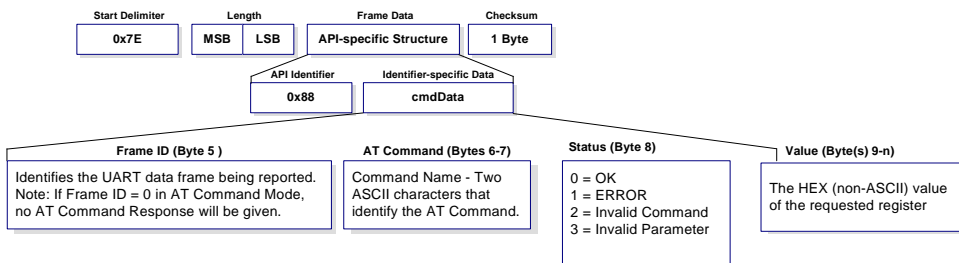 Start Delimiter
Length
Frame Data
Checksum
0x7E
MSB
LSB
API-specific Structure
1 Byte
API Identifier
Identifier-specific Data
0x88
cmdData
Frame ID (Byte 5 )
Identifies the UART data frame being reported.
Note: If Frame ID = 0 in AT Command Mode,
no AT Command Response will be given.
AT Command (Bytes 6-7)
Command Name - Two
ASCII characters that
identify the AT Command.
Status (Byte 8)
0 = OK
1 = ERROR
2 = Invalid Command
3 = Invalid Parameter
Value (Byte(s) 9-n)
The HEX (non-ASCII) value
of the requested register